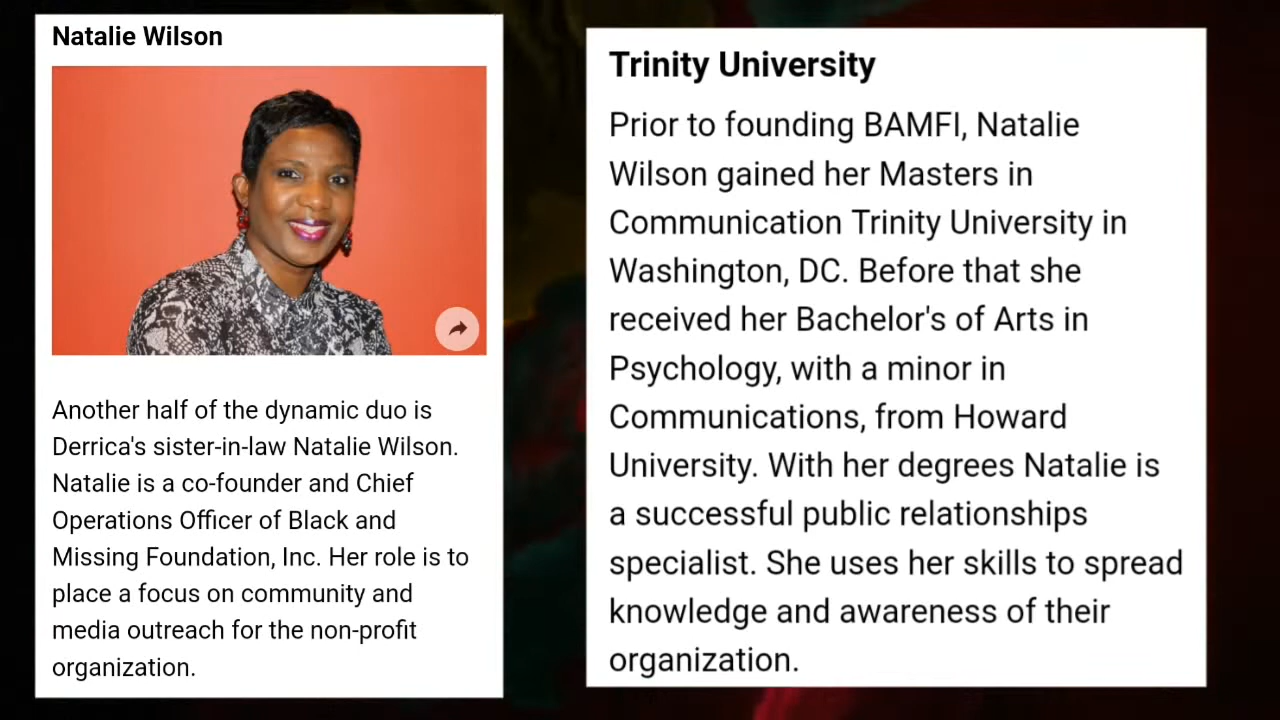 Natalie Wilson
Another half of the dynamic duo is
Derrica's sister-in-law Natalie Wilson.
Natalie is a co-founder and Chief
Operations Officer of Black and
Missing Foundation, Inc. Her role is to
place a focus on community and
media outreach for the non-profit
organization.
Trinity University
Prior to founding BAMFI, Natalie
Wilson gained her Masters in
Communication Trinity University in
Washington, DC. Before that she
received her Bachelor's of Arts in
Psychology, with a minor in
Communications, from Howard
University. With her degrees Natalie is
a successful public relationships
specialist. She uses her skills to spread
knowledge and awareness of their
organization.